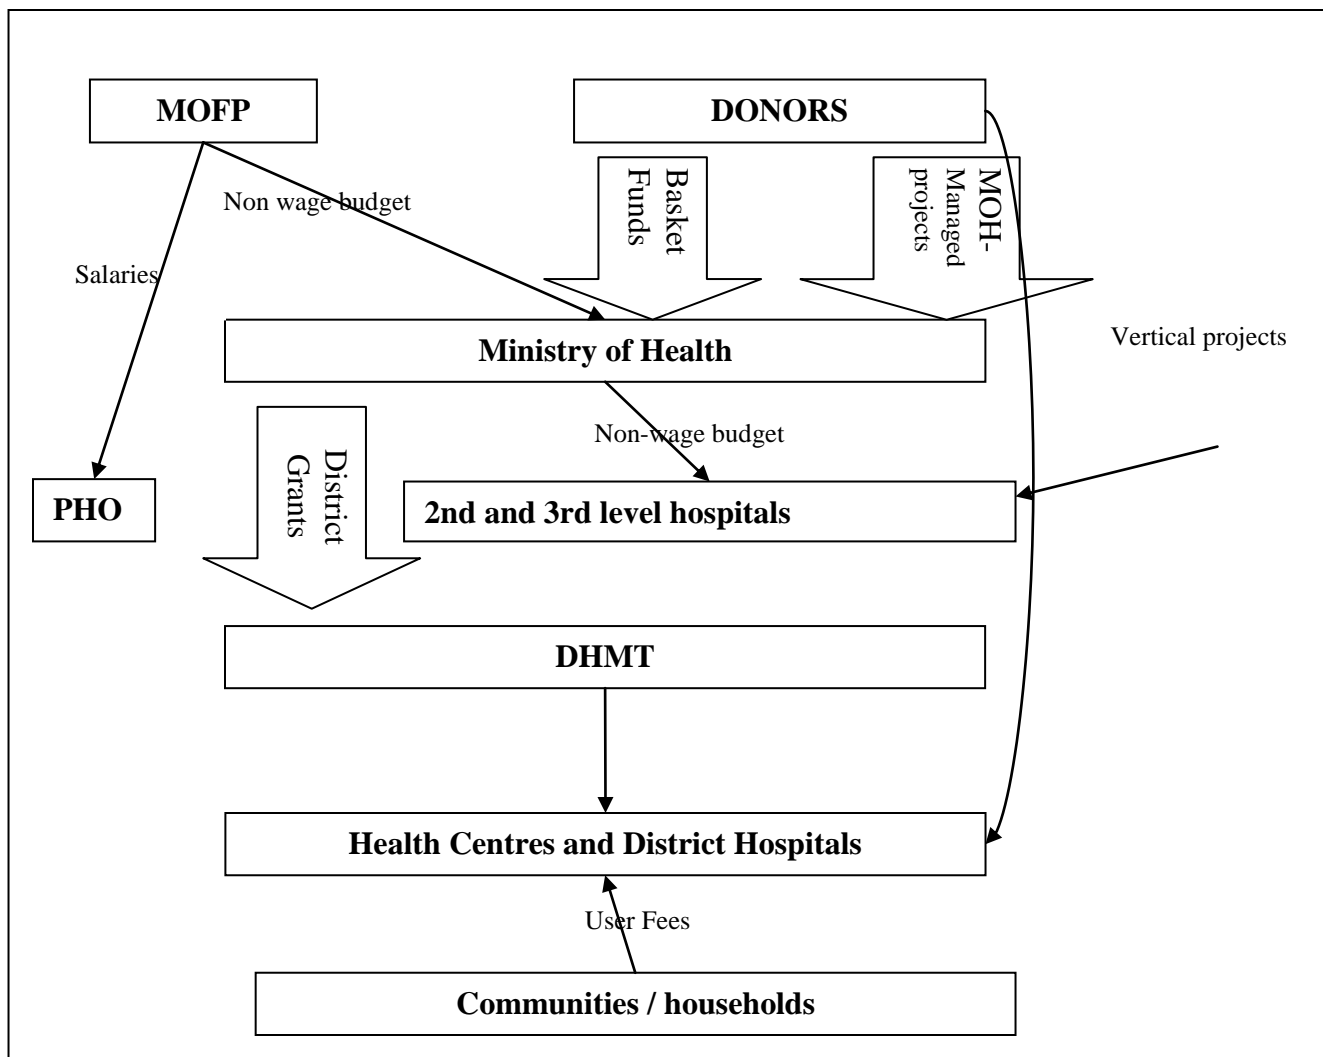 MOFP
DONORS
Non wage budget
Basket
Funds
MOH-
Managed
projects
Salaries
Vertical projects
Ministry of Health
Non-wage budget
District
Grants
PHO
2nd and 3rd level hospitals
DHMT
Health Centres and District Hospitals
User Fees
Communities / households